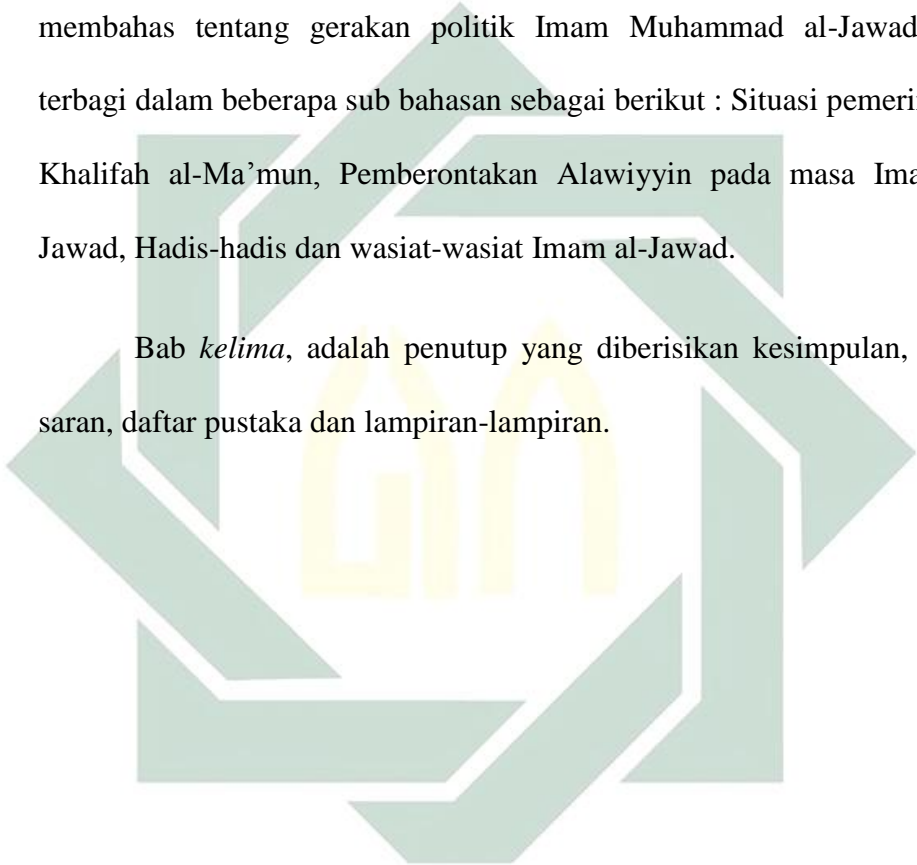 membahas tentang gerakan politik Imam Muhammad al-Jawad
terbagi dalam beberapa sub bahasan sebagai berikut : Situasi
Khalifah al-Ma’mun, Pemberontakan Alawiyyin pada masa
Jawad, Hadis-hadis dan wasiat-wasiat Imam al-Jawad.
Bab kelima, adalah penutup yang diberisikan kesimpulan,
saran, daftar pustaka dan lampiran-lampiran.